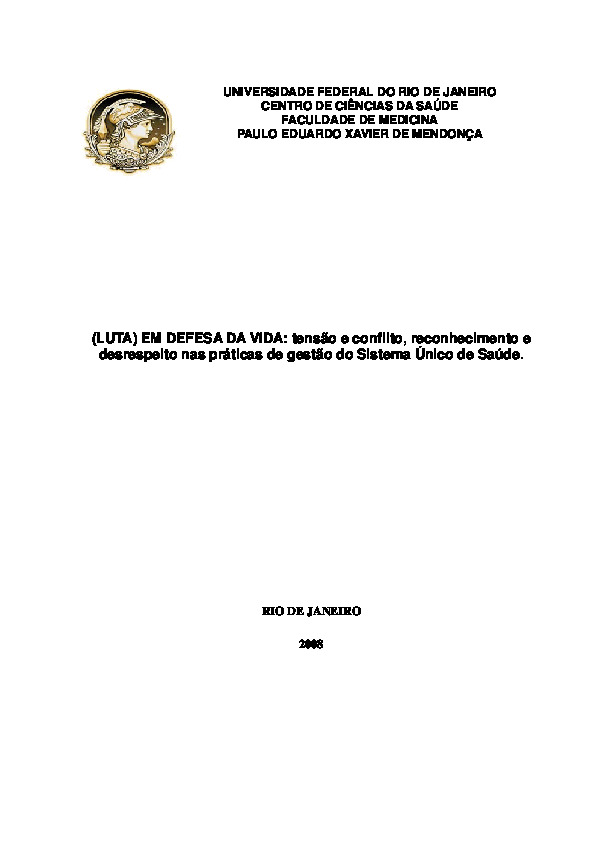 UNIVERSIDADE FEDERAL DO RIO DE JANEIRO
CENTRO DE CIÊNCIAS DA SAÚDE
FACULDADE DE MEDICINA
PAULO EDUARDO XAVIER DE MENDONÇA
(LUTA) EM DEFESA DA VIDA: tensão e conflito, reconhecimento e
desrespeito nas práticas de gestão do Sistema Único de Saúde.
RIO DE JANEIRO
2008